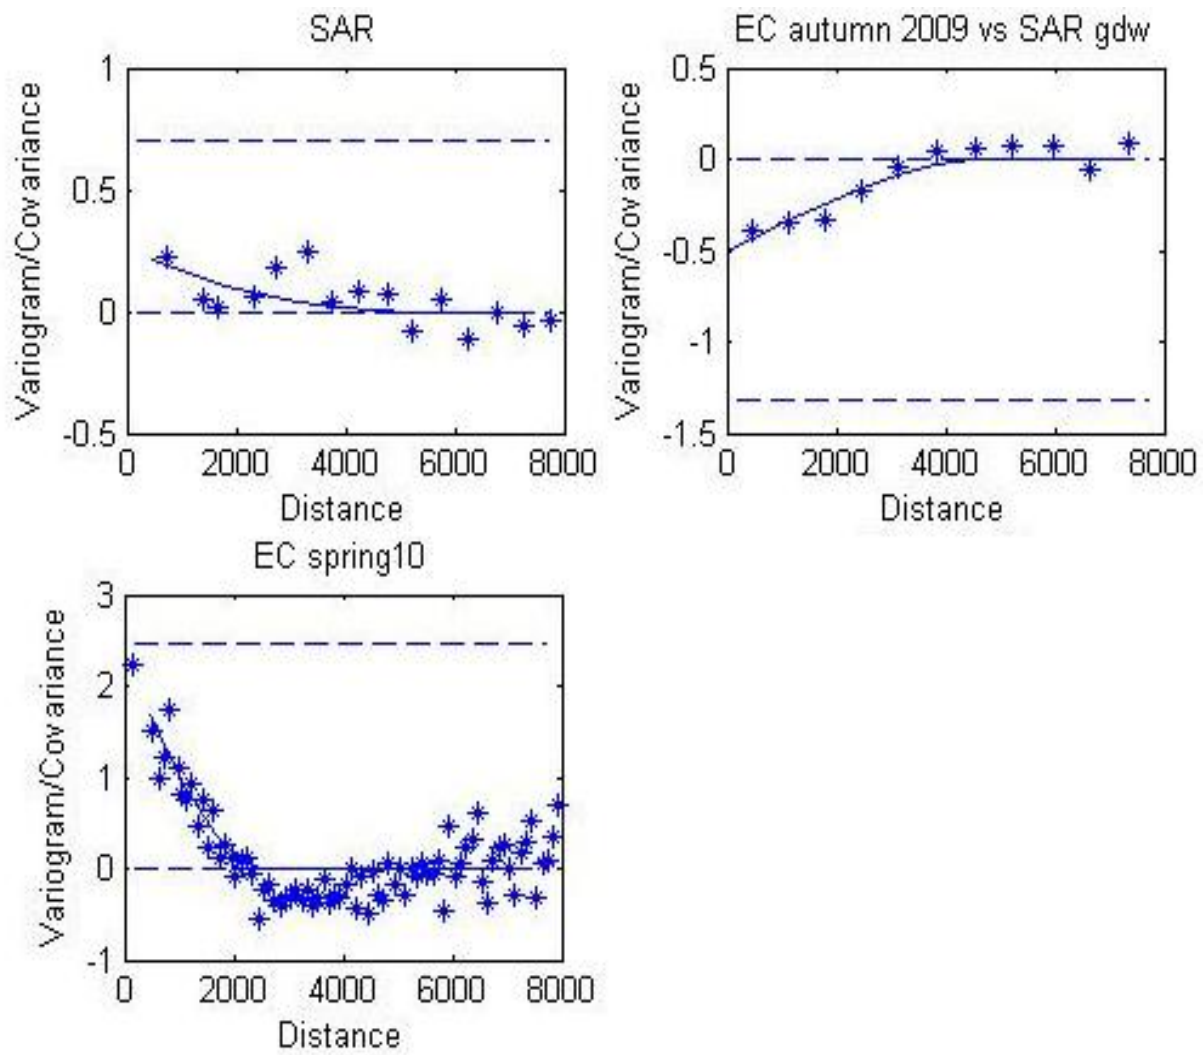 SAR
Variogram/Covariance
1
0.5
0
-0.5
0 2000 4000 6000 8000
Distance
EC autumn 2009 vs SAR gdw
Variogram/Covariance
0.5
0
-0.5
-1
-1.5
0 2000 4000 6000 8000
Distance
EC spring10
Variogram/Covariance
3
2
1
0
-1
0 2000 4000 6000 8000
Distance